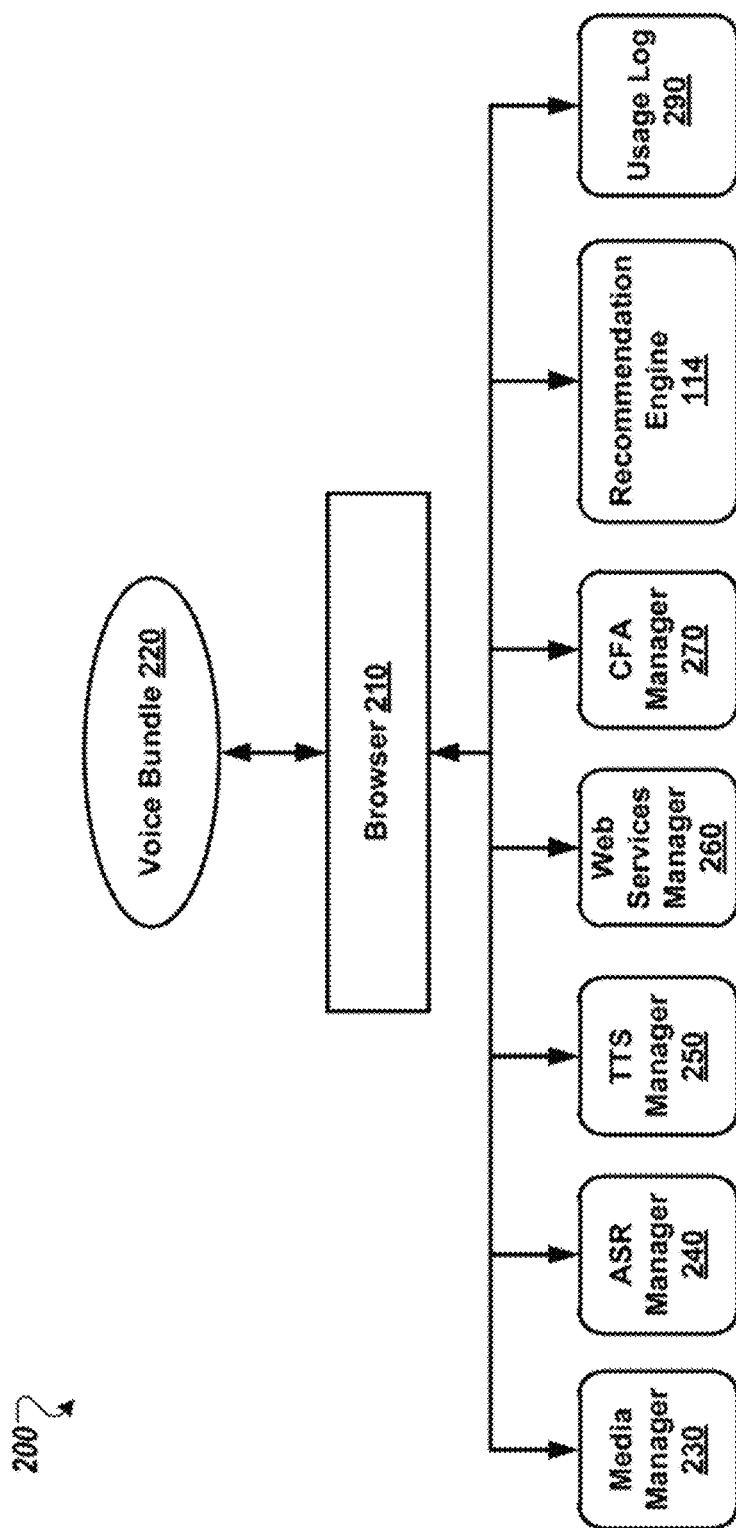 200
Voice Bundle 220
Browser 210
Media
Manager
230
ASR
Manager
240
TTS
Manager
250
Web
Services
Manager
260
CFA
Manager
270
Recommendation
Engine
114
Usage Log
290